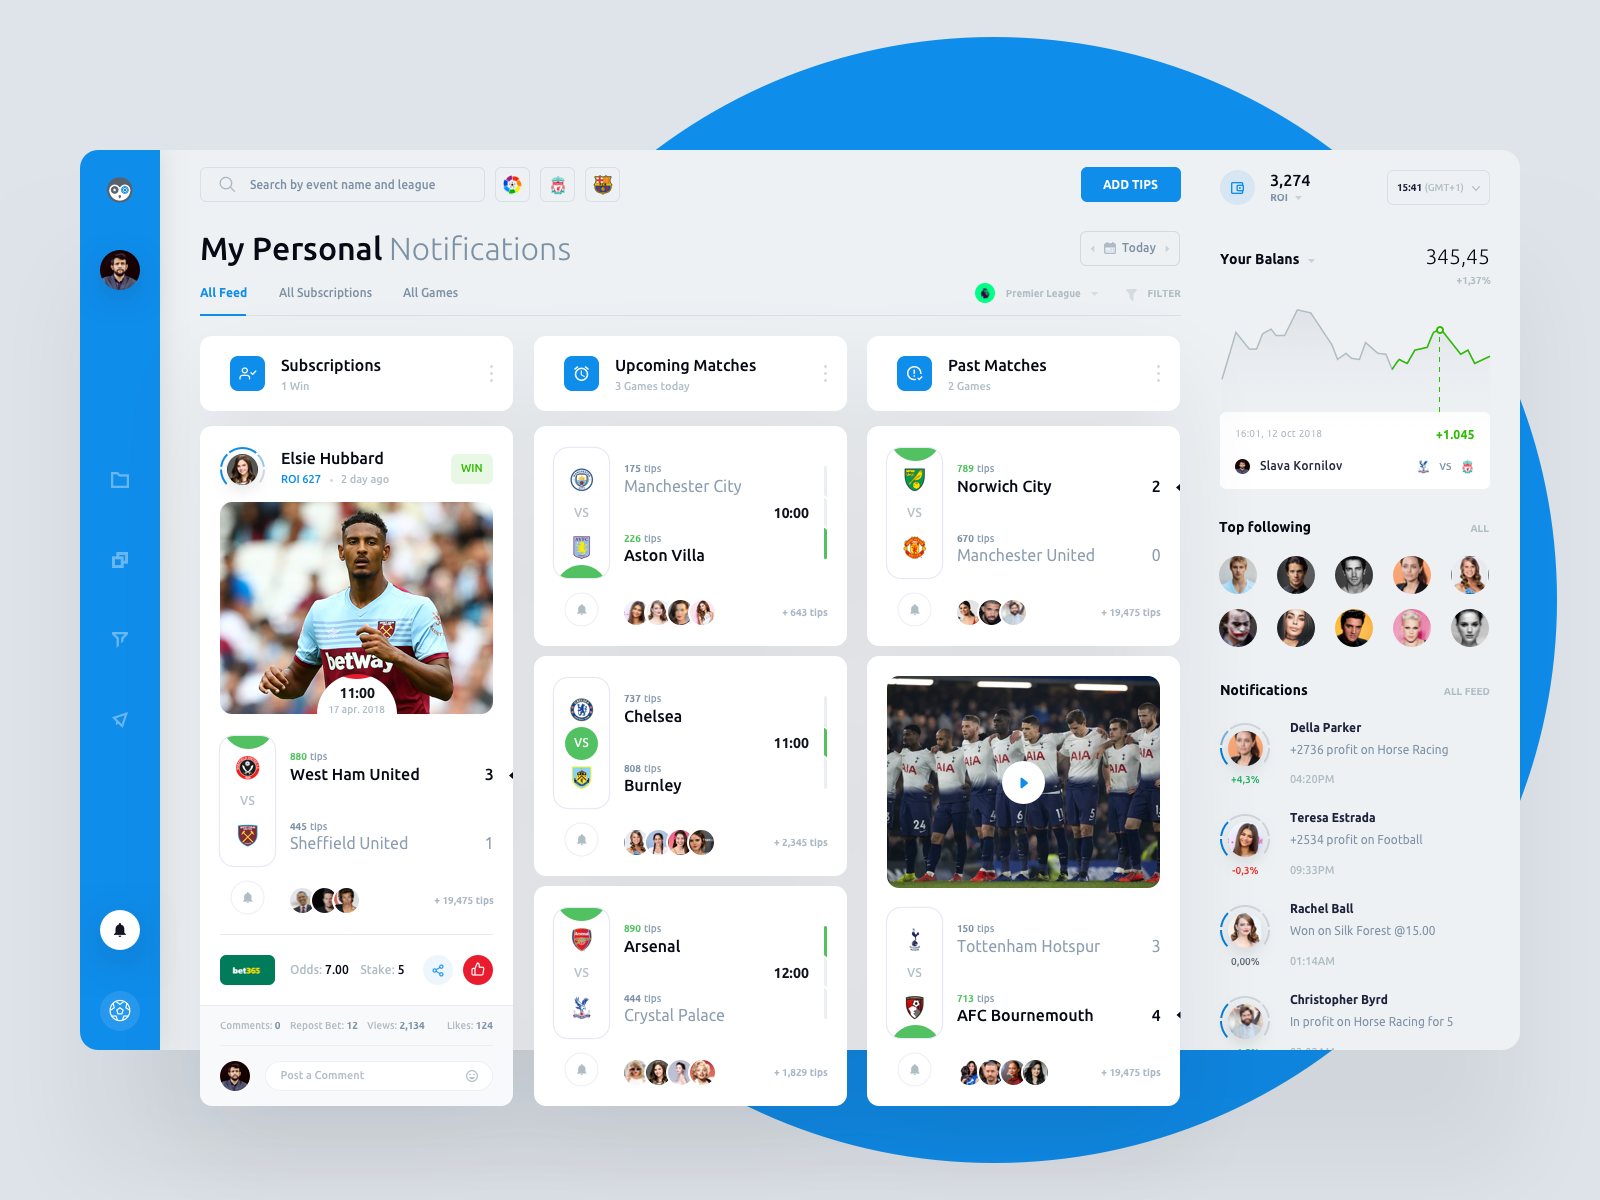 Search by event name and league
ADD TIPS
3,274
ROI
15:41 (GMT+1)
My Personal Notifications
Today
All Feed
All Subscriptions
All Games
Premier League
FILTER
Your Balans
345,45
+1,37%
Subscriptions
1 Win
Upcoming Matches
3 Games today
Past Matches
2 Games
Elsie Hubbard
ROI 627
2 day ago
WIN
betway
11:00
17 apr. 2018
880 tips
West Ham United
3
VS
445 tips
Sheffield United
1
+ 19,475 tips
bet365
Odds: 7.00
Stake: 5
Comments: 0
Repost Bet: 12
Views: 2,134
Likes: 124
Post a Comment
175 tips
Manchester City
VS
10:00
226 tips
Aston Villa
+ 643 tips
737 tips
Chelsea
VS
11:00
808 tips
Burnley
+ 2,345 tips
890 tips
Arsenal
VS
12:00
444 tips
Crystal Palace
+ 1,829 tips
789 tips
Norwich City
2
VS
670 tips
Manchester United
0
+ 19,475 tips
AIA
AIA
AIA
AIA
AIA
24
150 tips
Tottenham Hotspur
3
VS
713 tips
AFC Bournemouth
4
+ 19,475 tips
16:01, 12 oct 2018
+1.045
Slava Kornilov
VS
Top following
ALL
Notifications
ALL FEED
Della Parker
+2736 profit on Horse Racing
+4,3%
04:20PM
Teresa Estrada
+2534 profit on Football
-0,3%
09:33PM
Rachel Ball
Won on Silk Forest @15.00
0,00%
01:14AM
Christopher Byrd
In profit on Horse Racing for 5